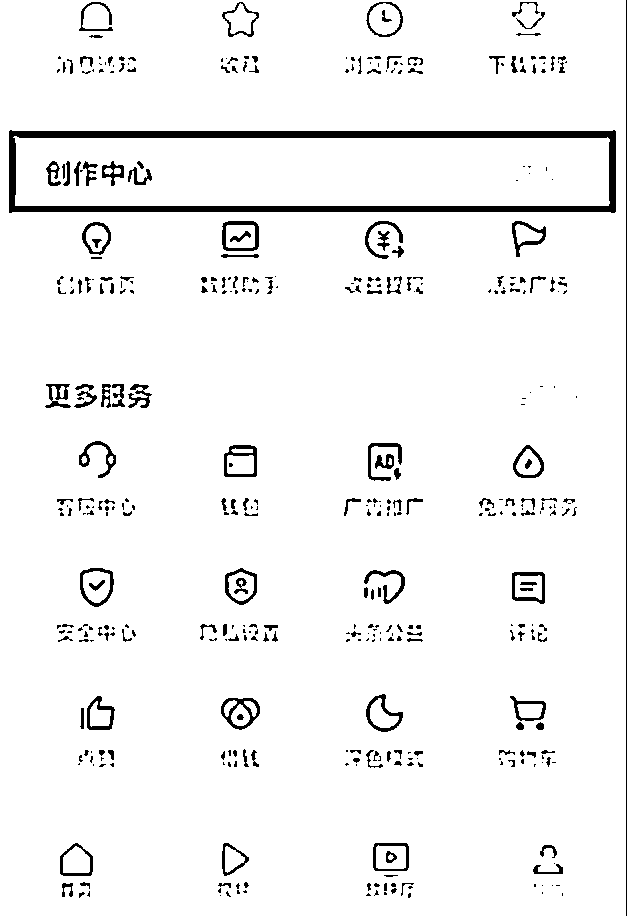 消息通知 收藏 浏览历史 下载管理
创作中心
创作首页 数据助手 收益提现 活动广场
更多服务
客服中心 钱包 广告推广 免流量服务
AD
安全中心 隐私设置 头条公益 评论
点赞 借钱 深色模式 购物车
首页 视频 放映厅